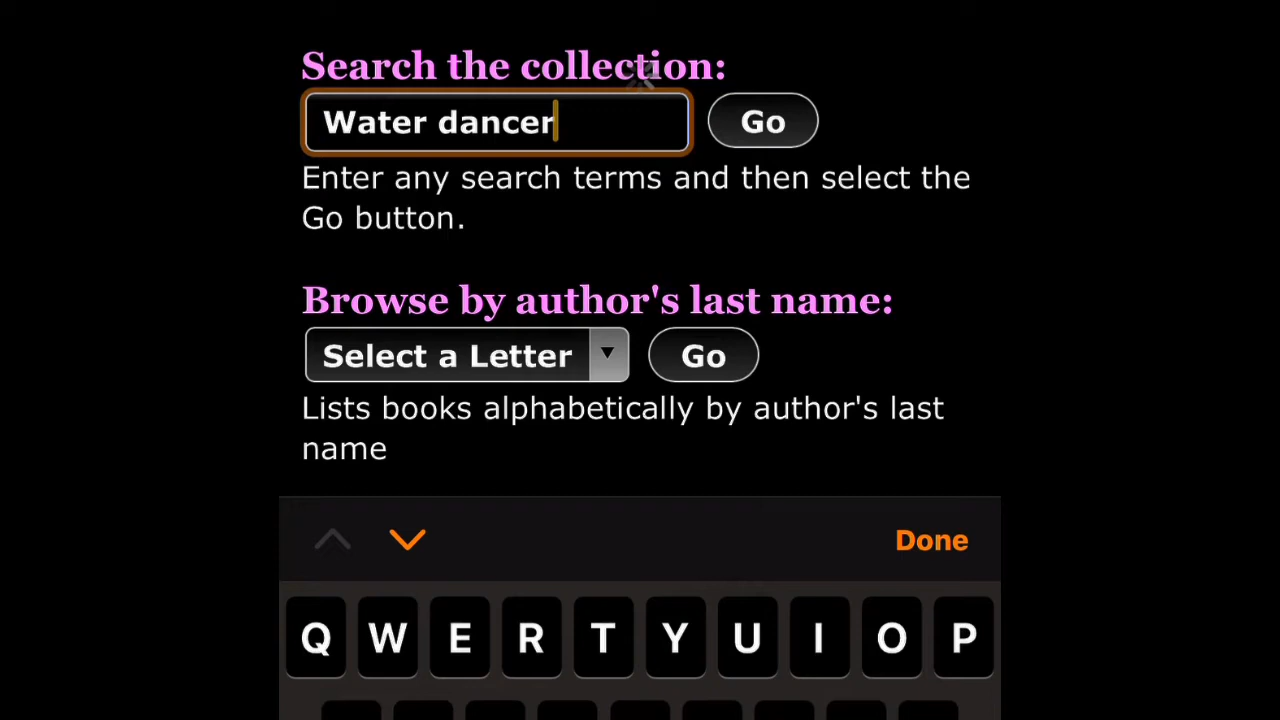 Search the collection:
Water dancer Go
Enter any search terms and then select the
Go button.
Browse by author's last name:
Select a Letter Go
Lists books alphabetically by author's last
name
Done
Q W E R T Y U I O P